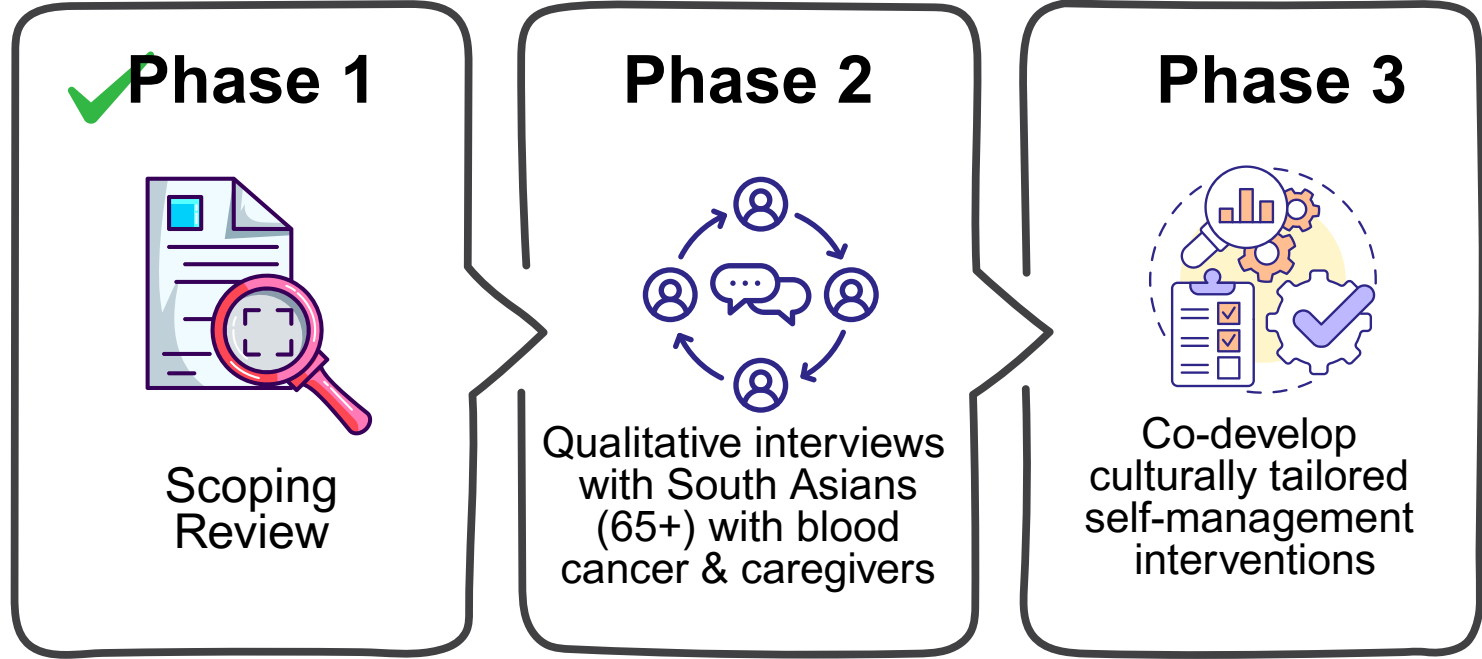 Phase 1
Scoping
Review
Phase 2
Qualitative interviews
with South Asians
(65+) with blood
cancer & caregivers
Phase 3
Co-develop
culturally tailored
self-management
interventions